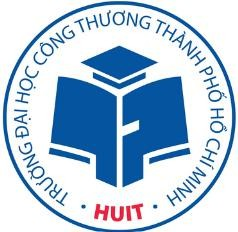 TRƯỜNG ĐẠI HỌC CÔNG THƯƠNG THÀNH PHỐ HỒ CHÍ MINH
HUIT